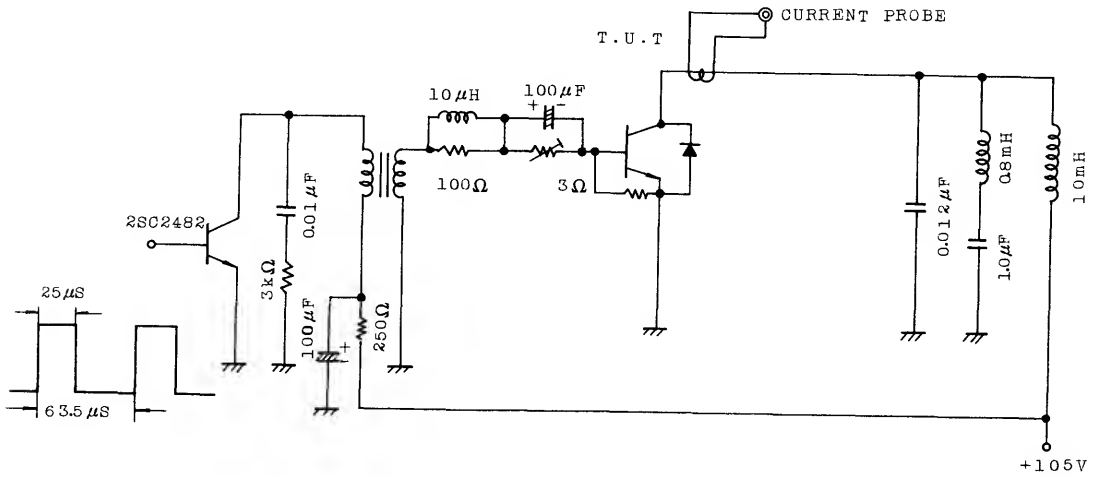 CURRENT PROBE
T.U.T
10μH
100μF
+ -
100Ω
3Ω
0.8mH
10mH
0.012μF
1.0μF
0.01μF
2SC2482
3kΩ
25μS
100μF
+
250Ω
63.5μS
+105V